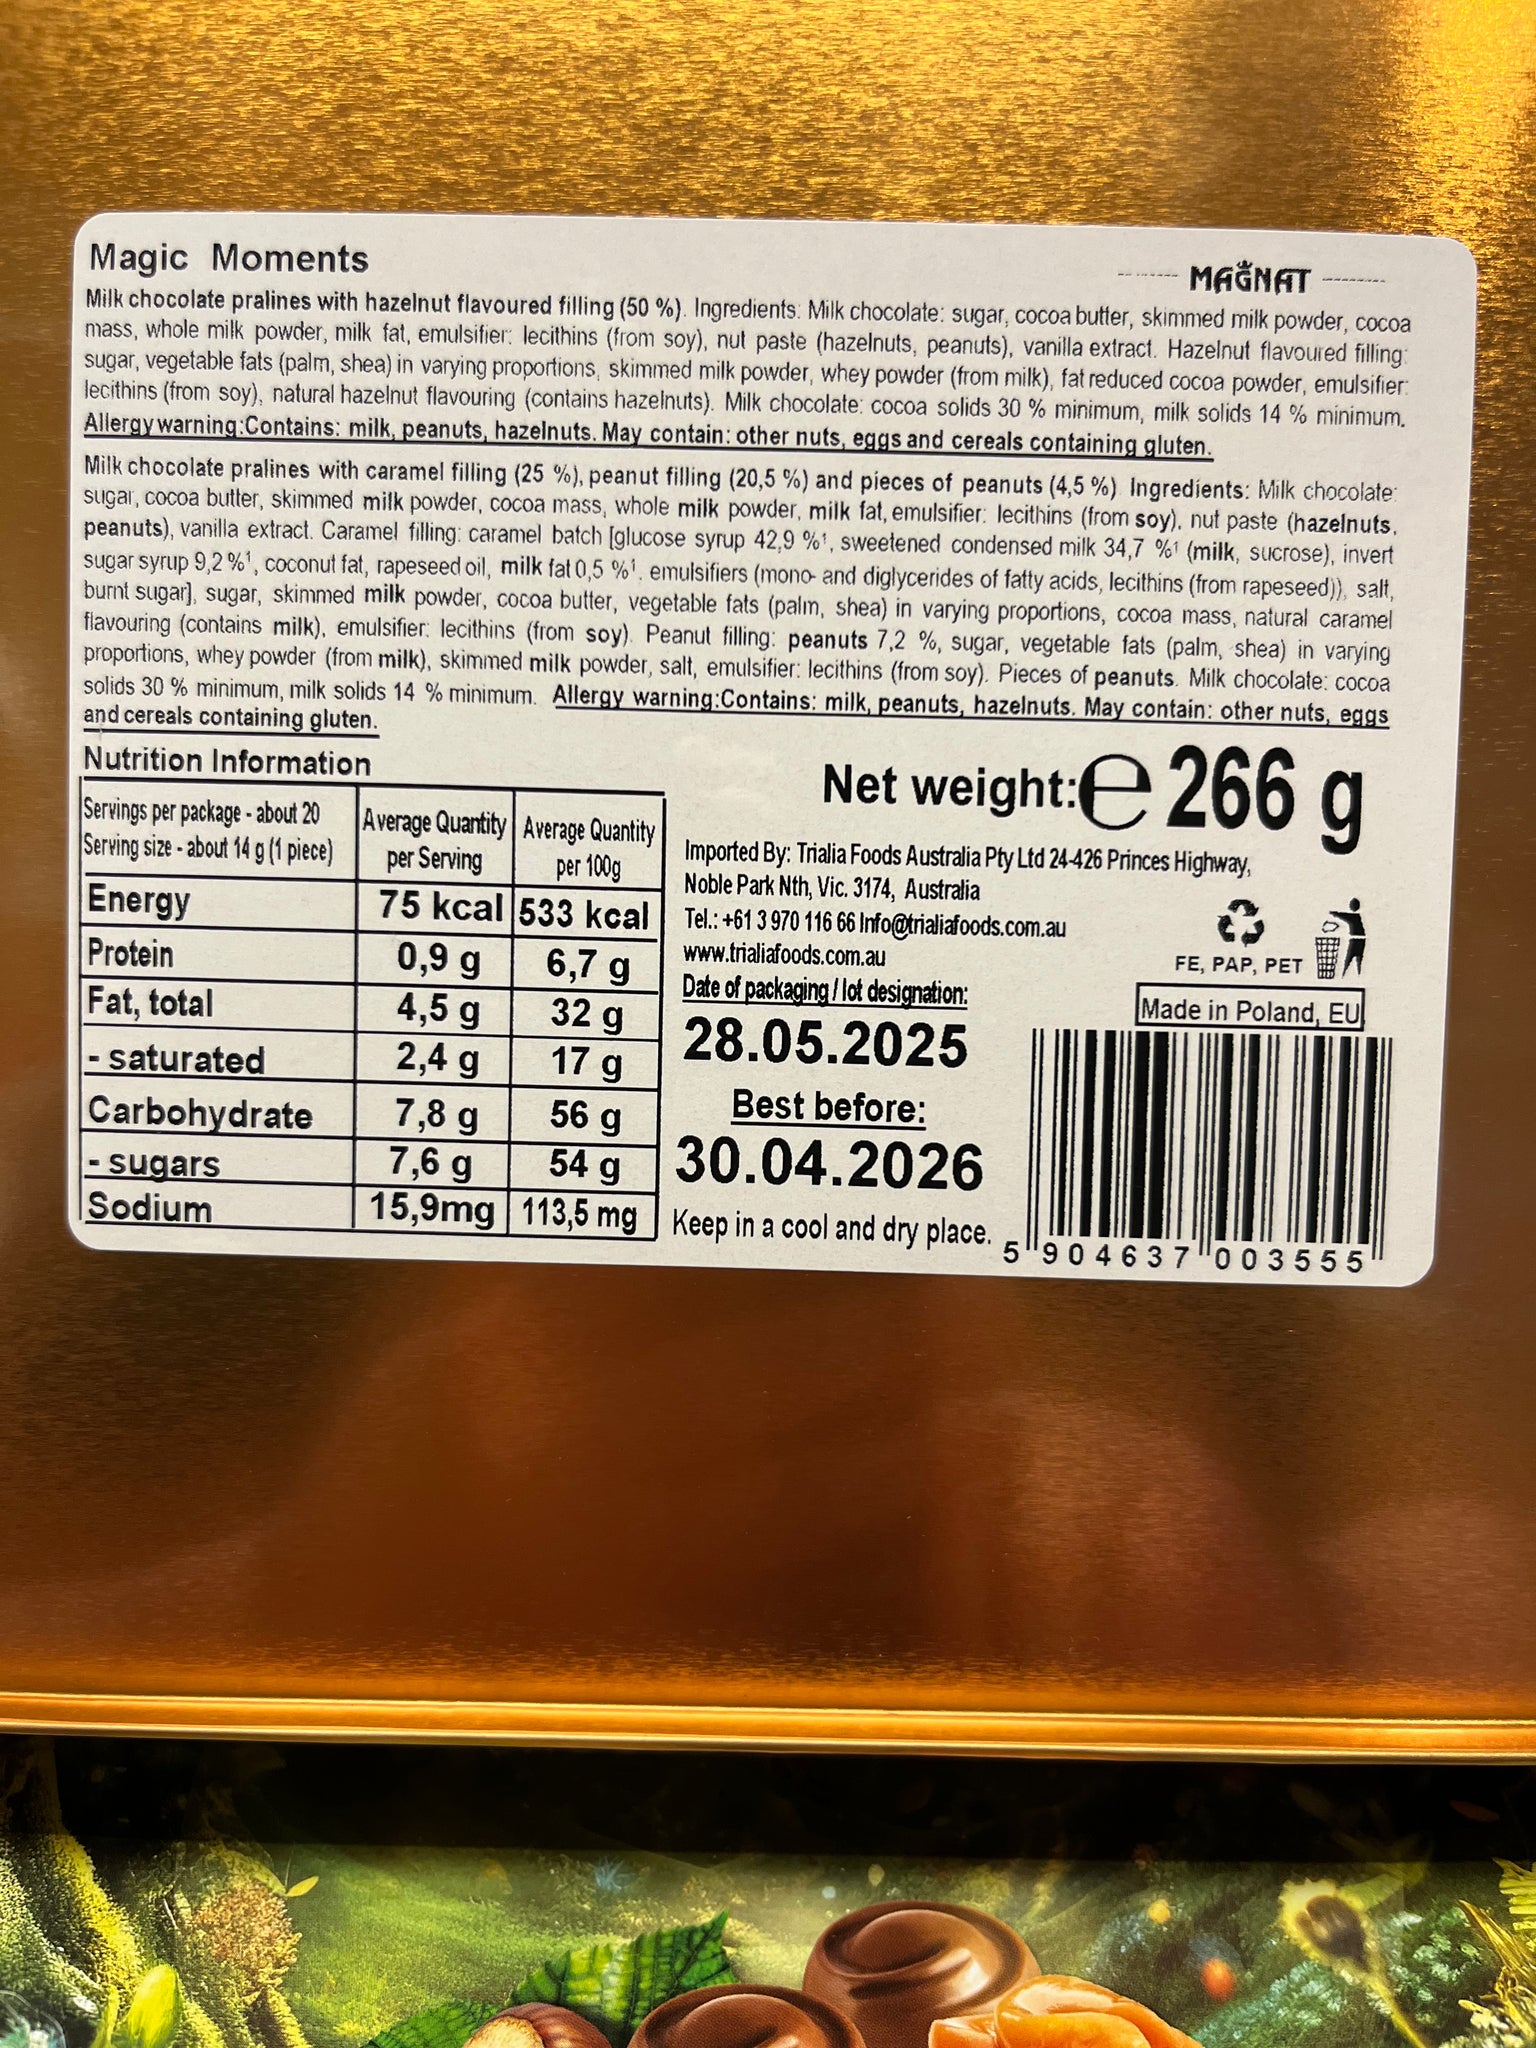 Magic Moments
MAGNAT
Milk chocolate pralines with hazelnut flavoured filling (50 %). Ingredients: Milk chocolate: sugar, cocoa butter, skimmed milk powder, cocoa
mass, whole milk powder, milk fat, emulsifier: lecithins (from soy), nut paste (hazelnuts, peanuts), vanilla extract. Hazelnut flavoured filling:
sugar, vegetable fats (palm, shea) in varying proportions, skimmed milk powder, whey powder (from milk), fat reduced cocoa powder, emulsifier:
lecithins (from soy), natural hazelnut flavouring (contains hazelnuts). Milk chocolate: cocoa solids 30 % minimum, milk solids 14 % minimum.
Allergy warning:Contains: milk, peanuts, hazelnuts. May contain: other nuts, eggs and cereals containing gluten.
Milk chocolate pralines with caramel filling (25 %), peanut filling (20,5 %) and pieces of peanuts (4,5 %) Ingredients: Milk chocolate:
sugar, cocoa butter, skimmed milk powder, cocoa mass, whole milk powder, milk fat, emulsifier: lecithins (from soy), nut paste (hazelnuts,
peanuts), vanilla extract. Caramel filling: caramel batch [glucose syrup 42,9 %¹, sweetened condensed milk 34,7 %¹ (milk, sucrose), invert
sugar syrup 9,2 %¹, coconut fat, rapeseed oil, milk fat 0,5 %¹, emulsifiers (mono- and diglycerides of fatty acids, lecithins (from rapeseed)), salt,
burnt sugar], sugar, skimmed milk powder, cocoa butter, vegetable fats (palm, shea) in varying proportions, cocoa mass, natural caramel
flavouring (contains milk), emulsifier: lecithins (from soy). Peanut filling: peanuts 7,2 %, sugar, vegetable fats (palm, shea) in varying
proportions, whey powder (from milk), skimmed milk powder, salt, emulsifier: lecithins (from soy). Pieces of peanuts. Milk chocolate: cocoa
solids 30 % minimum, milk solids 14 % minimum. Allergy warning:Contains: milk, peanuts, hazelnuts. May contain: other nuts, eggs
and cereals containing gluten.
Nutrition Information
Servings per package - about 20
Serving size - about 14 g (1 piece)
Average Quantity per Serving
Average Quantity per 100g
Energy 75 kcal 533 kcal
Protein 0,9 g 6,7 g
Fat, total 4,5 g 32 g
- saturated 2,4 g 17 g
Carbohydrate 7,8 g 56 g
- sugars 7,6 g 54 g
Sodium 15,9mg 113,5 mg
Net weight:e 266 g
Imported By: Trialia Foods Australia Pty Ltd 24-426 Princes Highway,
Noble Park Nth, Vic. 3174, Australia
Tel.: +61 3 970 116 66 Info@trialiafoods.com.au
www.trialiafoods.com.au
FE, PAP, PET
Date of packaging / lot designation:
28.05.2025
Made in Poland, EU
Best before:
30.04.2026
Keep in a cool and dry place.
5 904637 003555